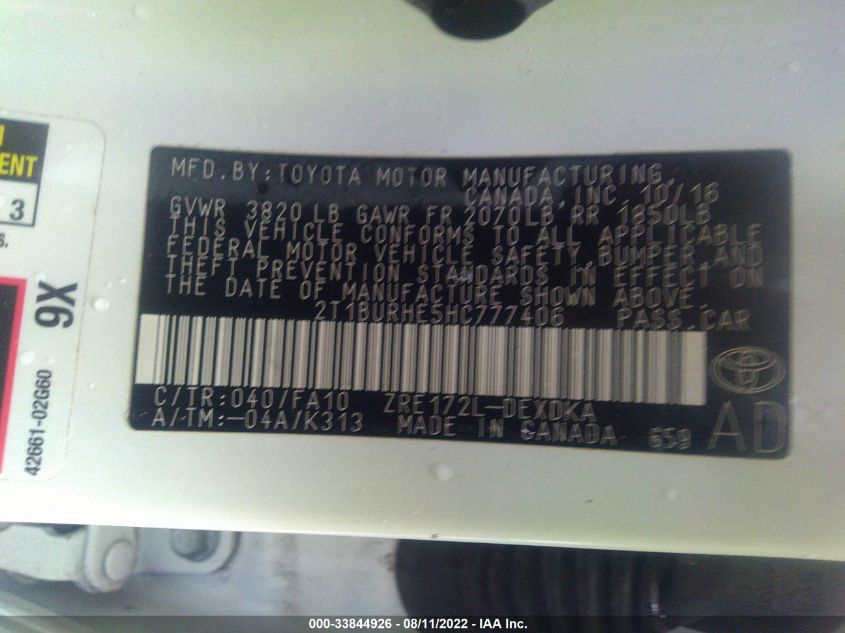 MFD.BY:TOYOTA MOTOR MANUFACTURING
CANADA,INC. 10/16
GVWR 3820LB GAWR FR 2070LB RR 1850LB
THIS VEHICLE CONFORMS TO ALL APPLICABLE
FEDERAL MOTOR VEHICLE SAFETY, BUMPER, AND
THEFT PREVENTION STANDARDS IN EFFECT ON
THE DATE OF MANUFACTURE SHOWN ABOVE.
2T1BURHE5HC777406 PASS.CAR
C/TR:040/FA10 ZRE172L-DEXDKA
A/TM:-04A/K313 MADE IN CANADA 659
AD
ENT
3
s.
9X
42661-02G60
000-33844926 - 08/11/2022 - IAA Inc.